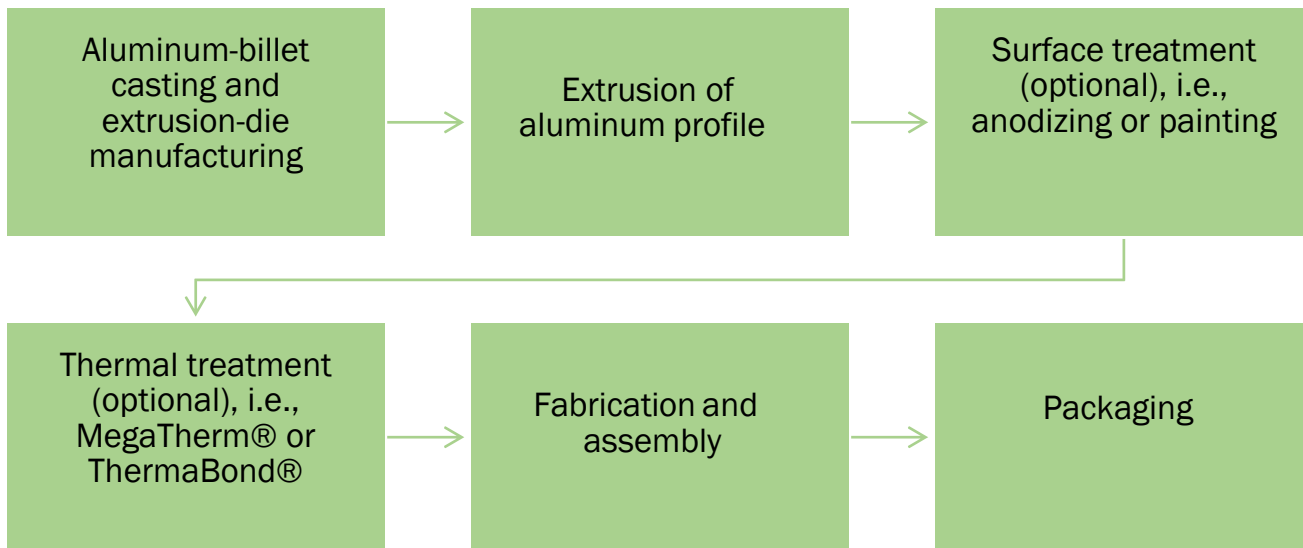 Aluminum-billet
casting and
extrusion-die
manufacturing
Extrusion of
aluminum profile
Surface treatment
(optional), i.e.,
anodizing or painting
Thermal treatment
(optional), i.e.,
MegaTherm® or
ThermaBond®
Fabrication and
assembly
Packaging